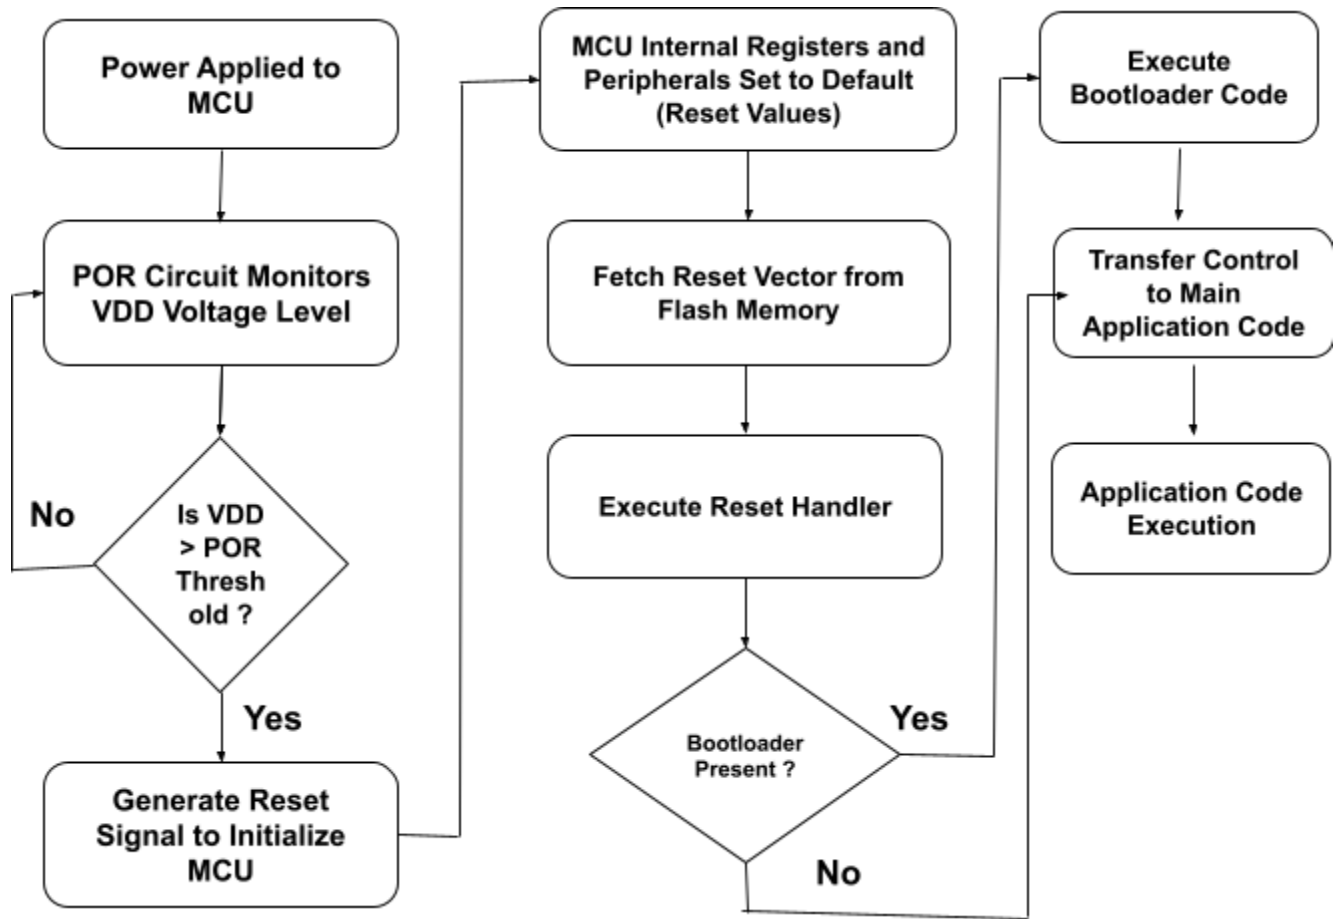 Power Applied to
MCU
POR Circuit Monitors
VDD Voltage Level
No
Is VDD
> POR
Thresh
old ?
Yes
Generate Reset
Signal to Initialize
MCU
MCU Internal Registers and
Peripherals Set to Default
(Reset Values)
Fetch Reset Vector from
Flash Memory
Execute Reset Handler
Bootloader
Present ?
Yes
No
Execute
Bootloader Code
Transfer Control
to Main
Application Code
Application Code
Execution